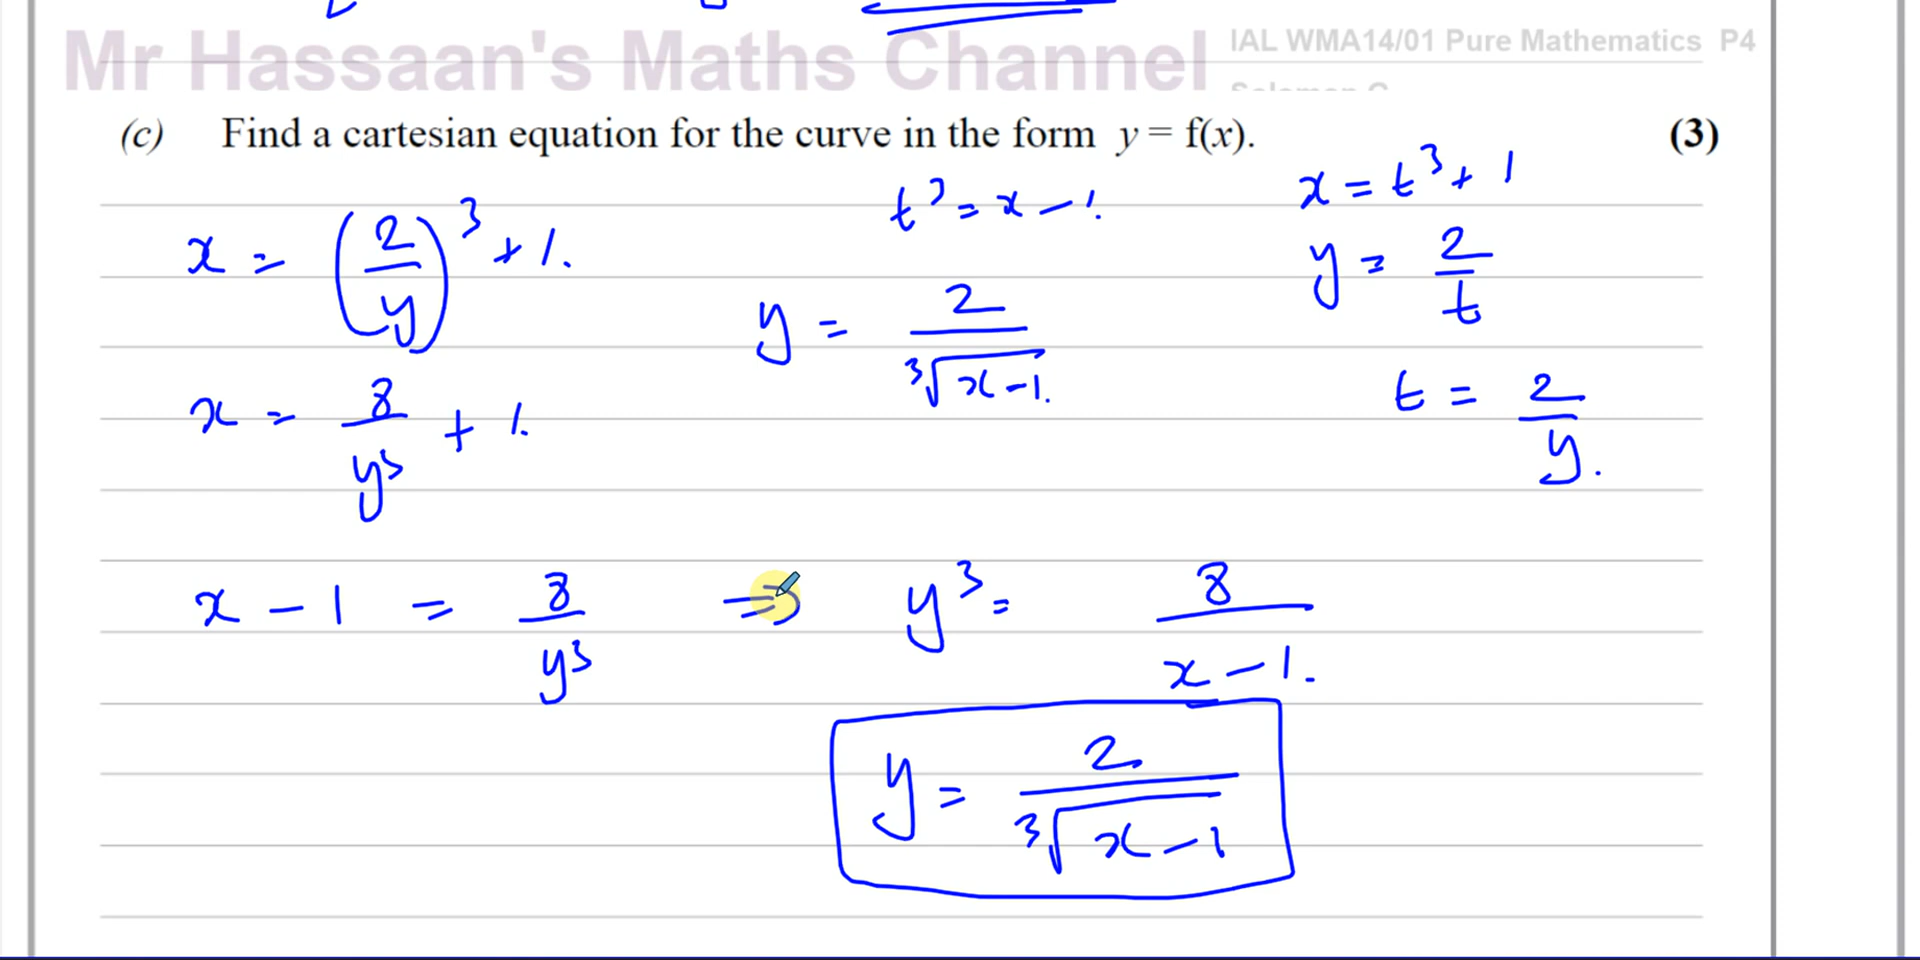 Mr Hassaan's Maths Channel
IAL WMA14/01 Pure Mathematics P4
(c) Find a cartesian equation for the curve in the form y = f(x). (3)
x = (2/y)³ + 1.
t³ = x − 1.
x = t³ + 1
y = 2/t
y = 2/∛(x−1.)
x = 8/y³ + 1.
t = 2/y.
x − 1 = 8/y³ ⇒ y³ = 8/(x−1.)
y = 2/∛(x−1)